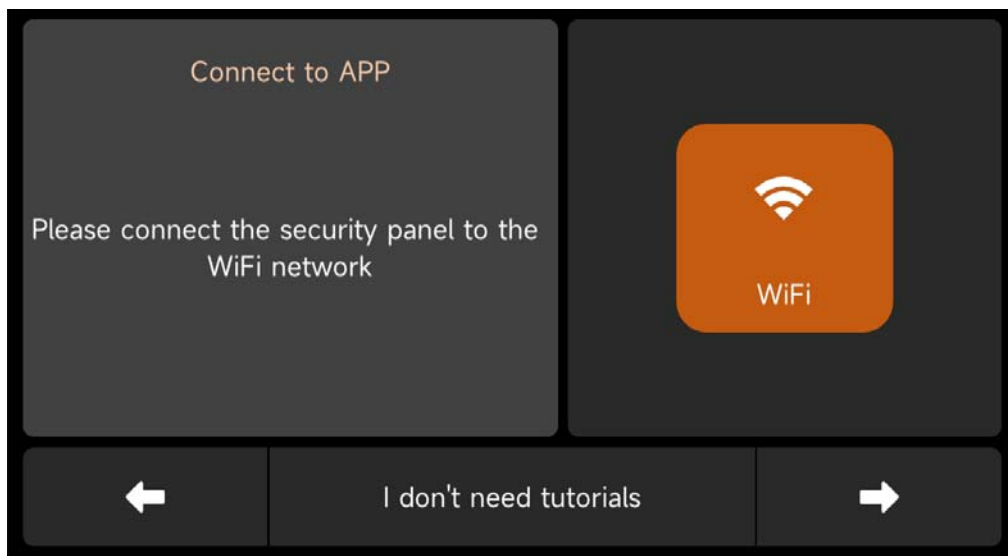 Connect to APP
Please connect the security panel to the
WiFi network
WiFi
I don't need tutorials